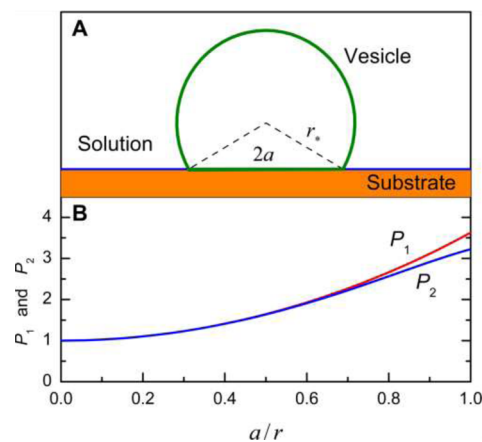 A
Vesicle
Solution
r*
2a
Substrate
B
4
3
2
1
0
P1 and P2
P1
P2
0.0 0.2 0.4 0.6 0.8 1.0
a/r